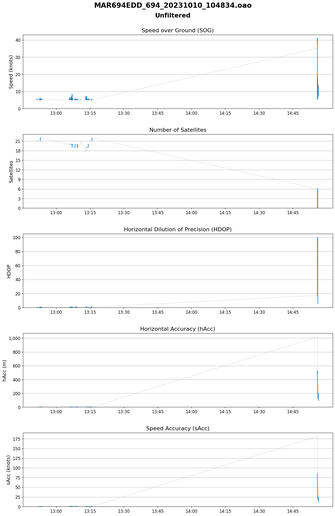 MAR694EDD_694_20231010_104834.oao
Unfiltered
Speed over Ground (SOG)
Speed (knots)
40
30
20
10
0
13:00 13:15 13:30 13:45 14:00 14:15 14:30 14:45
Number of Satellites
Satellites
21
18
15
12
9
6
3
0
13:00 13:15 13:30 13:45 14:00 14:15 14:30 14:45
Horizontal Dilution of Precision (HDOP)
HDOP
100
80
60
40
20
0
13:00 13:15 13:30 13:45 14:00 14:15 14:30 14:45
Horizontal Accuracy (hAcc)
hAcc (m)
1,000
800
600
400
200
0
13:00 13:15 13:30 13:45 14:00 14:15 14:30 14:45
Speed Accuracy (sAcc)
sAcc (knots)
175
150
125
100
75
50
25
0
13:00 13:15 13:30 13:45 14:00 14:15 14:30 14:45